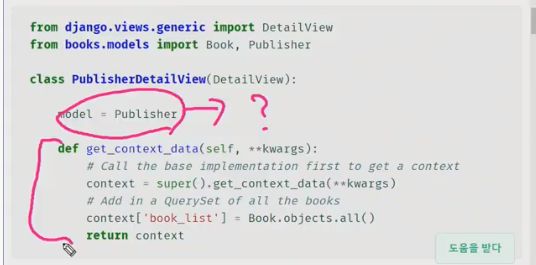 from django.views.generic import DetailView
from books.models import Book, Publisher
class PublisherDetailView(DetailView):
model = Publisher
?
def get_context_data(self, **kwargs):
# Call the base implementation first to get a context
context = super().get_context_data(**kwargs)
# Add in a QuerySet of all the books
context['book_list'] = Book.objects.all()
return context
도움을 받다